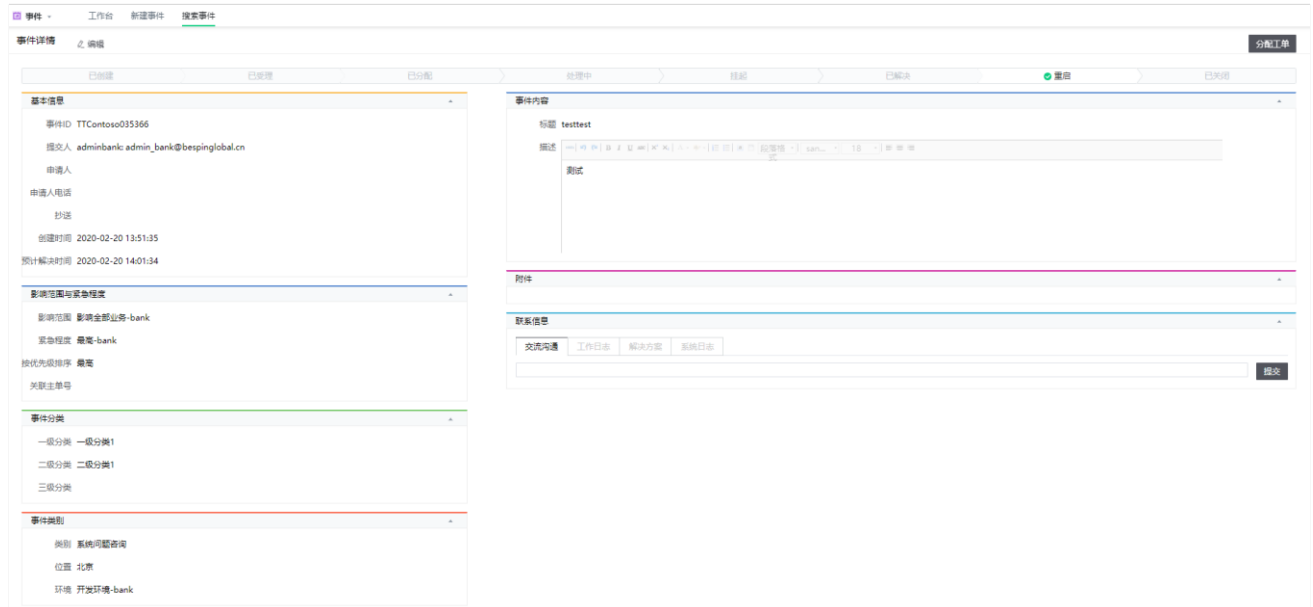 事件
工作台 新建事件 搜索事件
事件详情 编辑
分配工单
已创建 已受理 已分配 处理中 挂起 已解决 重启 已关闭
基本信息
事件ID TTContoso035366
提交人 adminbank: admin_bank@bespinglobal.cn
申请人
申请人电话
抄送
创建时间 2020-02-20 13:51:35
预计解决时间 2020-02-20 14:01:34
影响范围与紧急程度
影响范围 影响全部业务-bank
紧急程度 最高-bank
按优先级排序 最高
关联主单号
事件分类
一级分类 一级分类1
二级分类 二级分类1
三级分类
事件类别
类别 系统问题咨询
位置 北京
环境 开发环境-bank
事件内容
标题 testtest
描述
段落格式 san... 18
测试
附件
联系信息
交流沟通 工作日志 解决方案 系统日志
提交